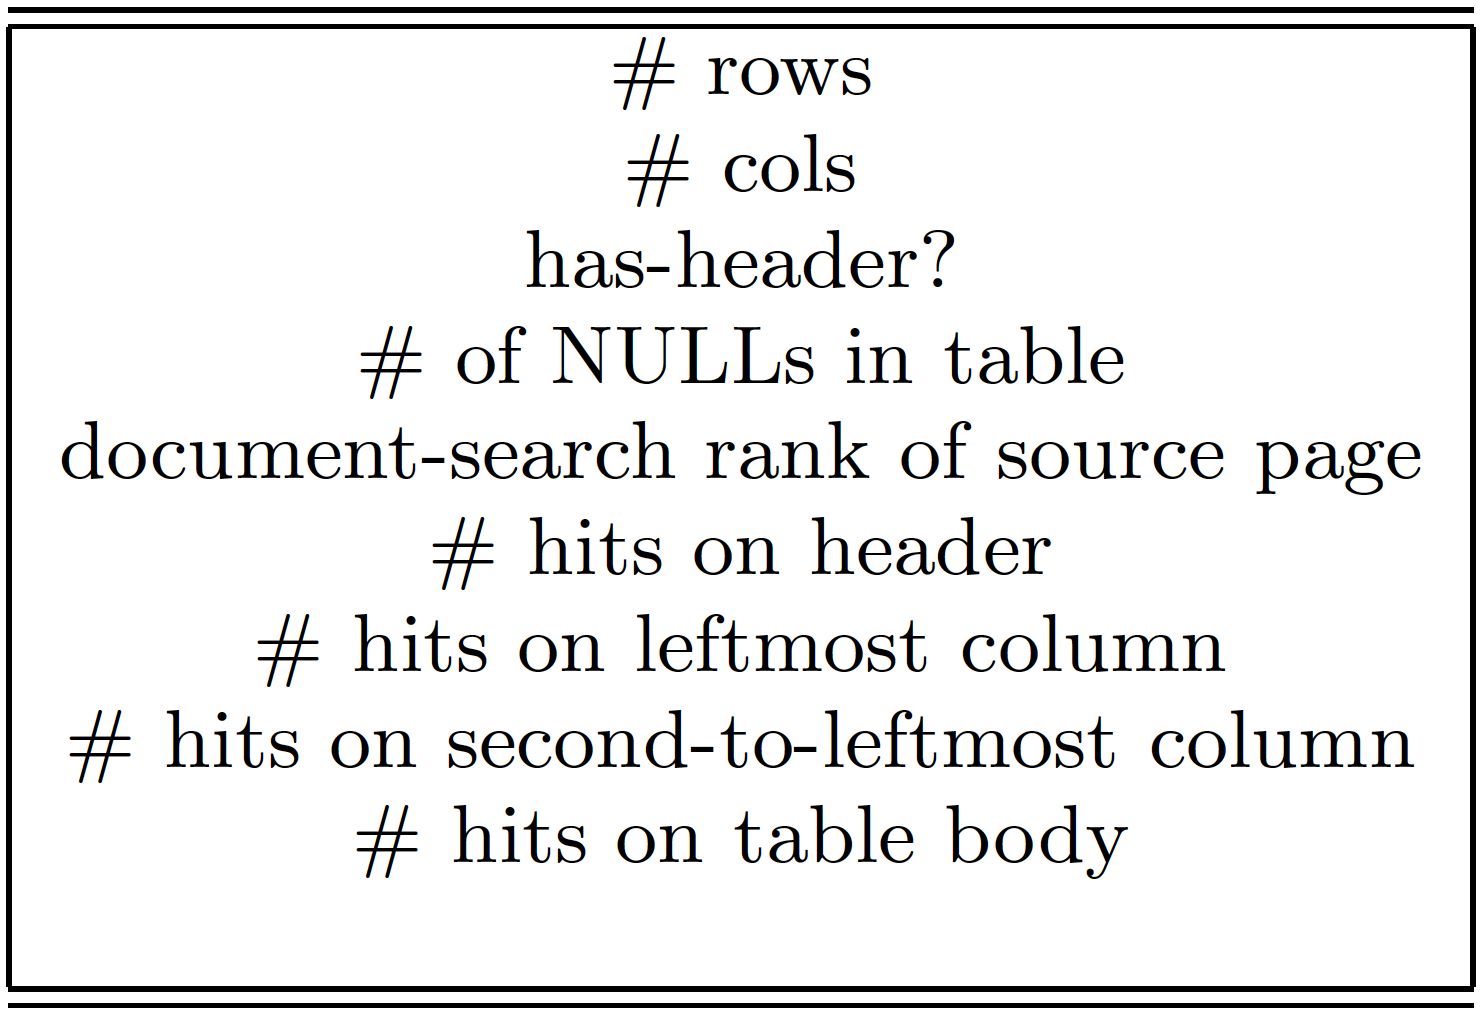 # rows
# cols
has-header?
# of NULLs in table
document-search rank of source page
# hits on header
# hits on leftmost column
# hits on second-to-leftmost column
# hits on table body